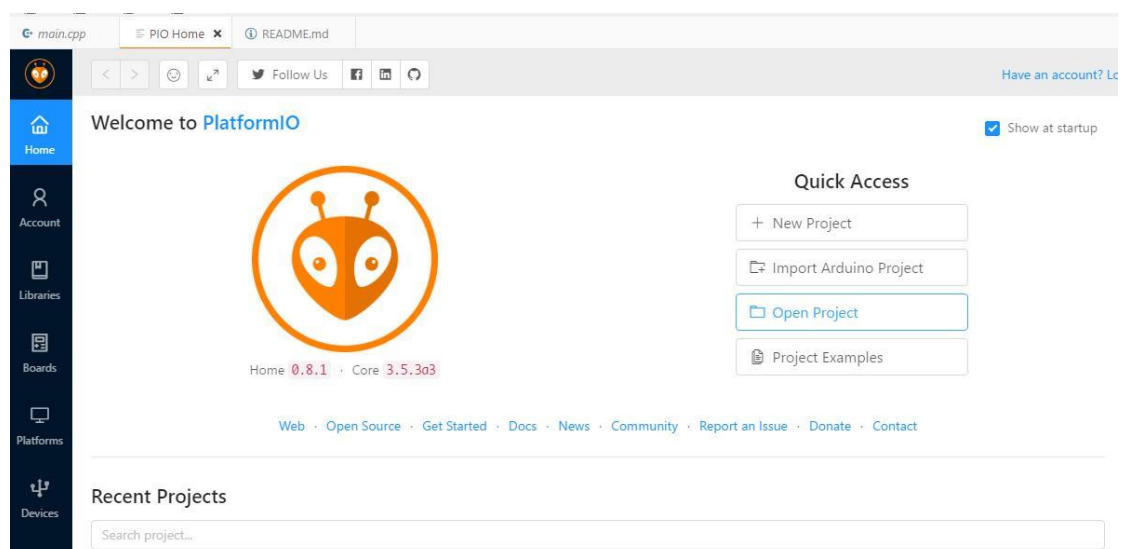 main.cpp PIO Home README.md
Follow Us Have an account?
Home
Account
Libraries
Boards
Platforms
Devices
Welcome to PlatformIO
Show at startup
Home 0.8.1 · Core 3.5.3a3
Quick Access
New Project
Import Arduino Project
Open Project
Project Examples
Web · Open Source · Get Started · Docs · News · Community · Report an Issue · Donate · Contact
Recent Projects
Search project...